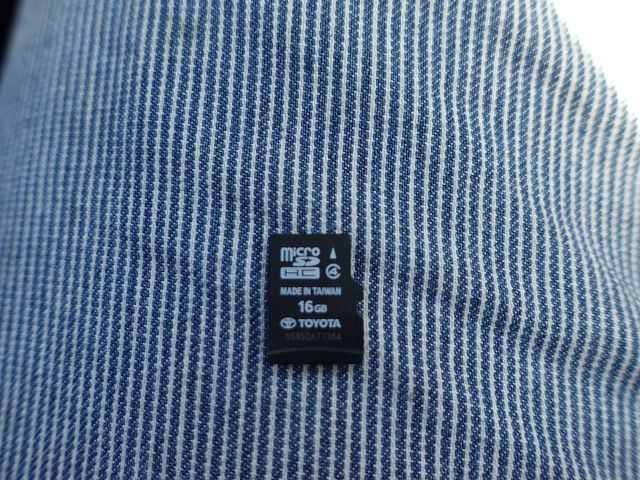 micro
SD
HC 4
MADE IN TAIWAN
16GB
TOYOTA